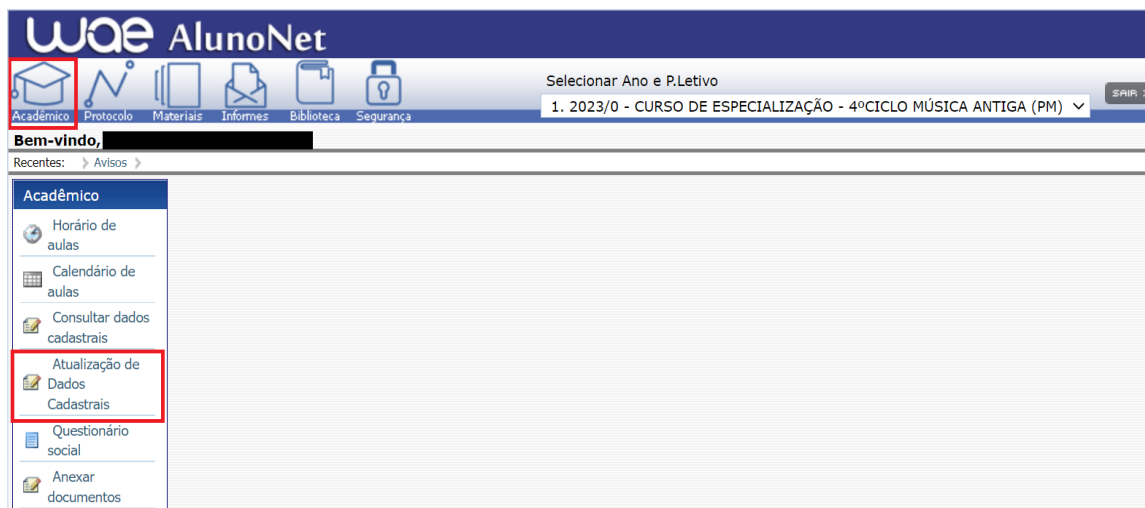 wae AlunoNet
Selecionar Ano e P.Letivo
1. 2023/0 - CURSO DE ESPECIALIZAÇÃO - 4ºCICLO MÚSICA ANTIGA (PM)
SAIR
Acadêmico Protocolo Materiais Informes Biblioteca Segurança
Bem-vindo,
Recentes: Avisos
Acadêmico
Horário de
aulas
Calendário de
aulas
Consultar dados
cadastrais
Atualização de
Dados
Cadastrais
Questionário
social
Anexar
documentos